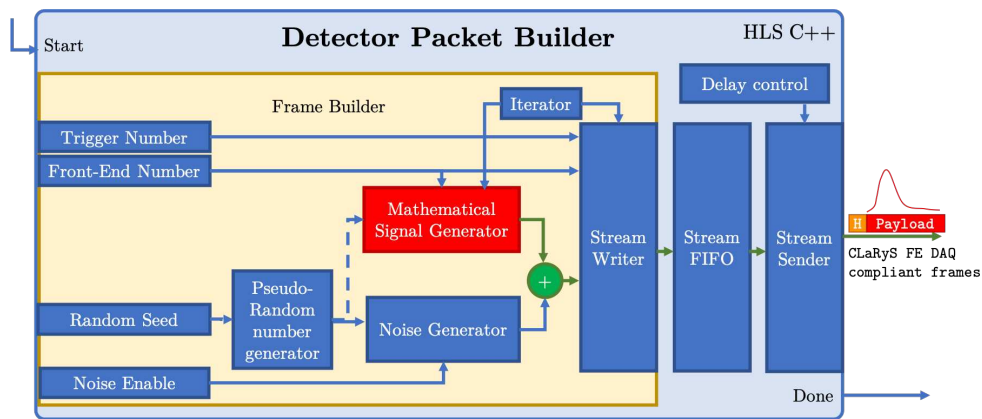 Detector Packet Builder
HLS C++
Start
Frame Builder
Iterator
Delay control
Trigger Number
Front-End Number
Mathematical
Signal Generator
Stream
Writer
Stream
FIFO
Stream
Sender
H Payload
CLaRyS FE DAQ
compliant frames
+
Random Seed
Pseudo-
Random
number
generator
Noise Generator
Noise Enable
Done